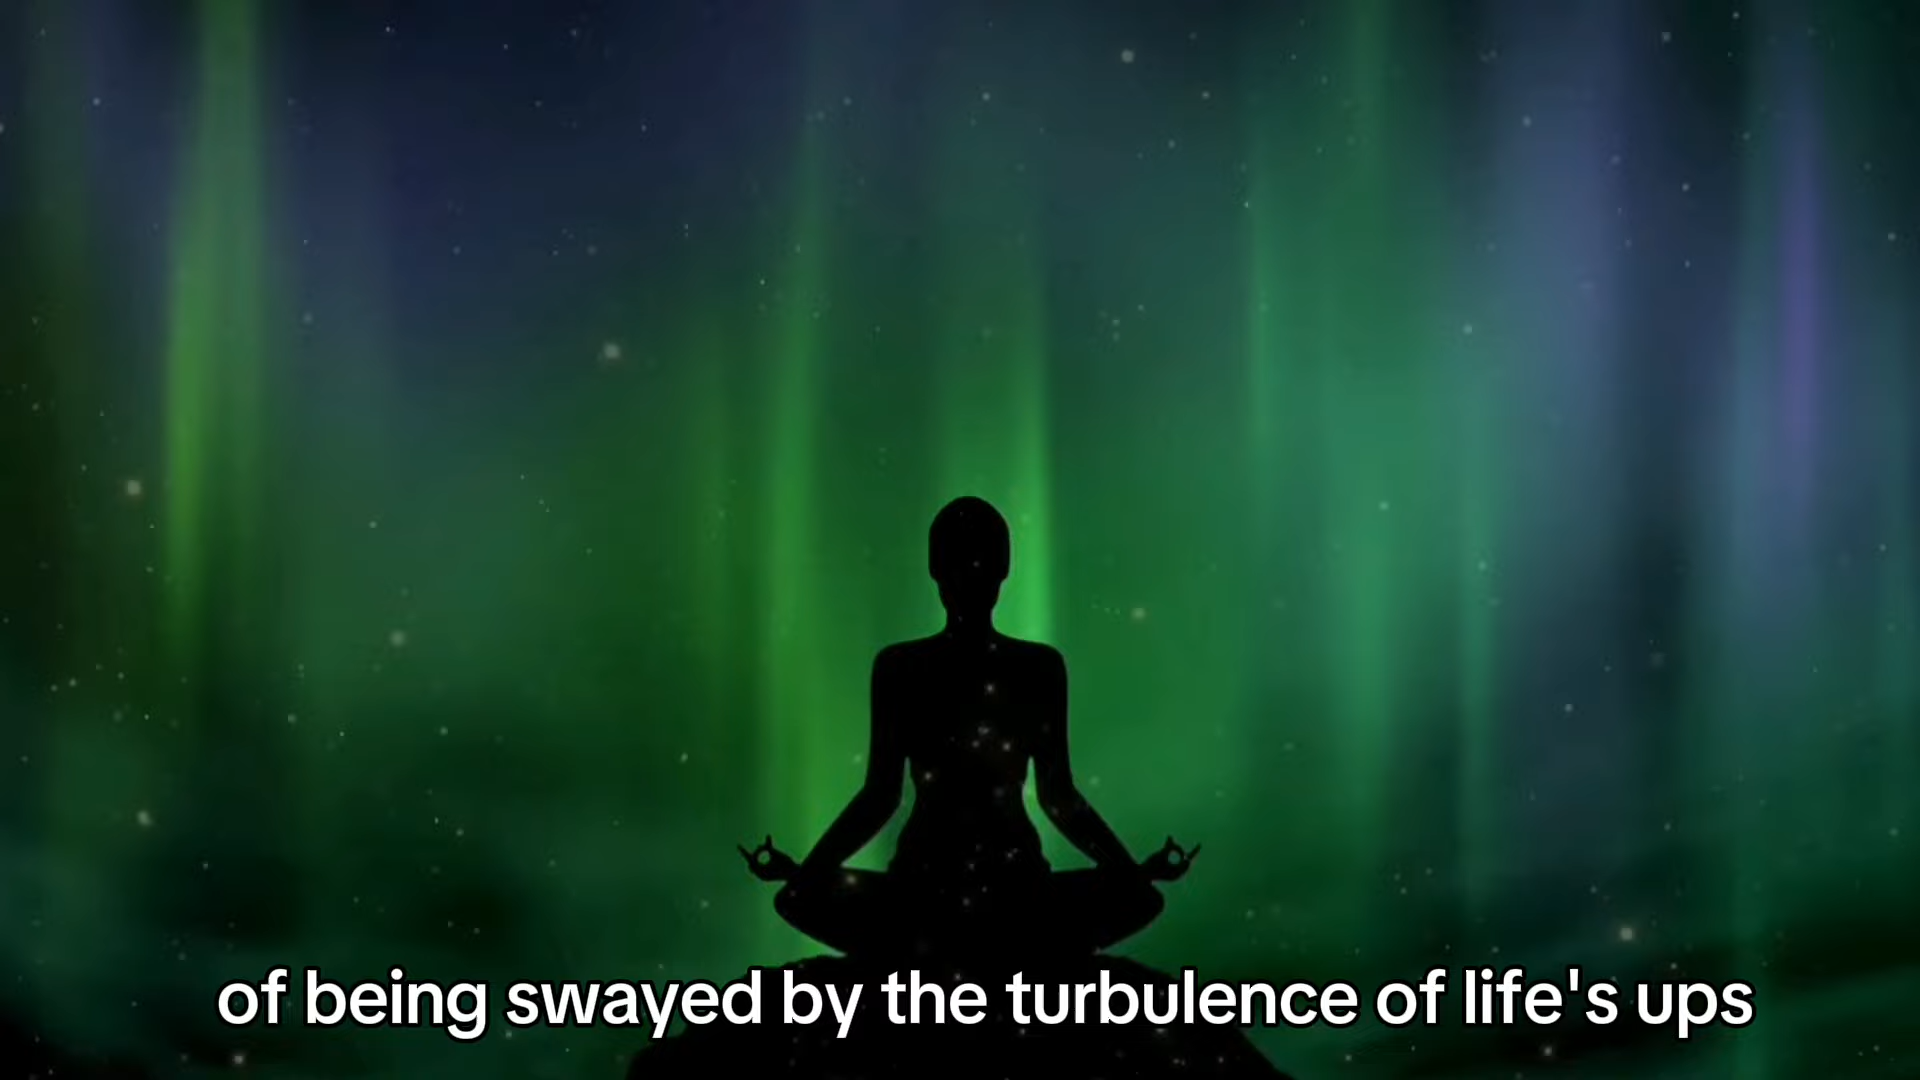 of being swayed by the turbulence of life's ups